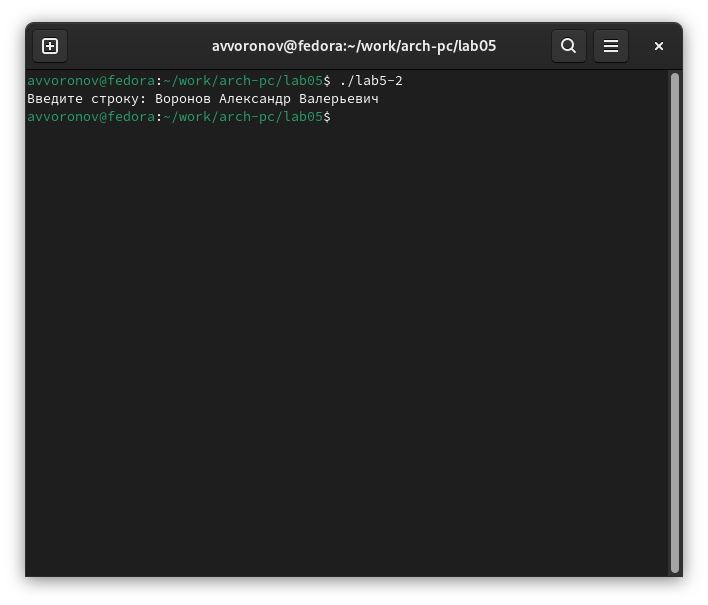 avvoronov@fedora:~/work/arch-pc/lab05
avvoronov@fedora:~/work/arch-pc/lab05$ ./lab5-2
Введите строку: Воронов Александр Валерьевич
avvoronov@fedora:~/work/arch-pc/lab05$